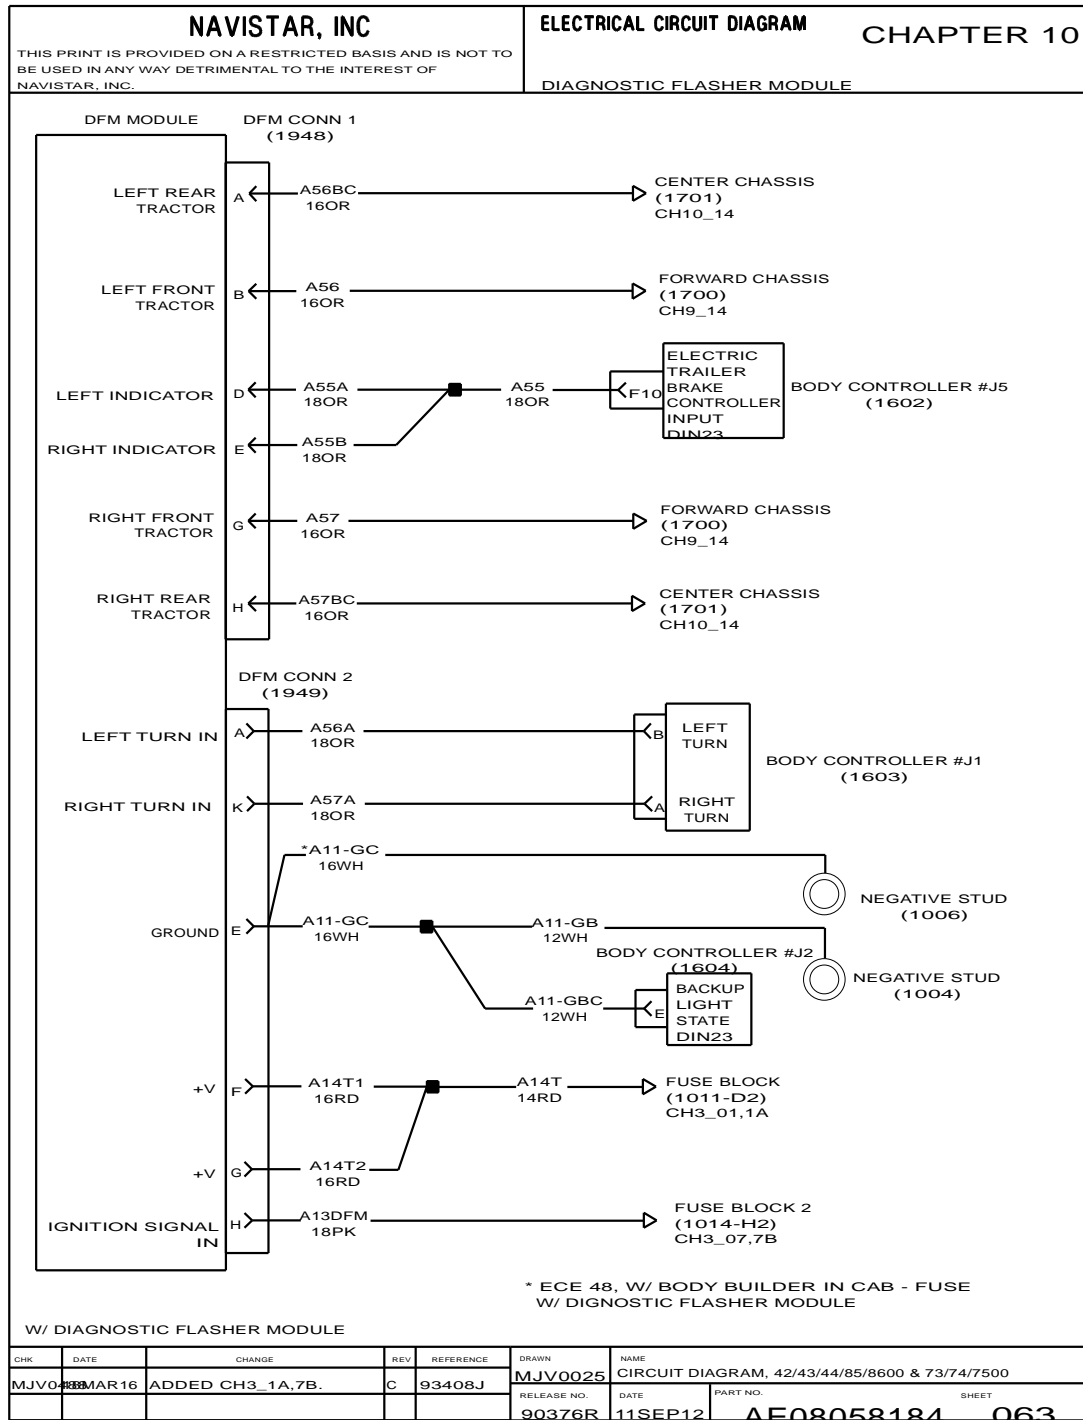 NAVISTAR, INC
THIS PRINT IS PROVIDED ON A RESTRICTED BASIS AND IS NOT TO
BE USED IN ANY WAY DETRIMENTAL TO THE INTEREST OF
NAVISTAR, INC.
ELECTRICAL CIRCUIT DIAGRAM
CHAPTER 10
DIAGNOSTIC FLASHER MODULE
DFM MODULE
DFM CONN 1
(1948)
LEFT REAR
TRACTOR
A
A56BC
16OR
CENTER CHASSIS
(1701)
CH10_14
LEFT FRONT
TRACTOR
B
A56
16OR
FORWARD CHASSIS
(1700)
CH9_14
LEFT INDICATOR
D
A55A
18OR
A55
18OR
F10
ELECTRIC
TRAILER
BRAKE
CONTROLLER
INPUT
DIN23
BODY CONTROLLER #J5
(1602)
RIGHT INDICATOR
E
A55B
18OR
RIGHT FRONT
TRACTOR
G
A57
16OR
FORWARD CHASSIS
(1700)
CH9_14
RIGHT REAR
TRACTOR
H
A57BC
16OR
CENTER CHASSIS
(1701)
CH10_14
DFM CONN 2
(1949)
LEFT TURN IN
A
A56A
18OR
B
LEFT
TURN
BODY CONTROLLER #J1
(1603)
RIGHT TURN IN
K
A57A
18OR
A
RIGHT
TURN
*A11-GC
16WH
NEGATIVE STUD
(1006)
GROUND
E
A11-GC
16WH
A11-GB
12WH
NEGATIVE STUD
(1004)
BODY CONTROLLER #J2
(1604)
A11-GBC
12WH
E
BACKUP
LIGHT
STATE
DIN23
+V
F
A14T1
16RD
A14T
14RD
FUSE BLOCK
(1011-D2)
CH3_01,1A
+V
G
A14T2
16RD
IGNITION SIGNAL
IN
H
A13DFM
18PK
FUSE BLOCK 2
(1014-H2)
CH3_07,7B
* ECE 48, W/ BODY BUILDER IN CAB - FUSE
W/ DIGNOSTIC FLASHER MODULE
W/ DIAGNOSTIC FLASHER MODULE
CHK DATE CHANGE REV REFERENCE
ADDED CH3_1A,7B. C 93408J
DRAWN
MJV0025
NAME
CIRCUIT DIAGRAM, 42/43/44/85/8600 & 73/74/7500
RELEASE NO.
90376R
DATE
11SEP12
PART NO.
AE08058184
SHEET
063